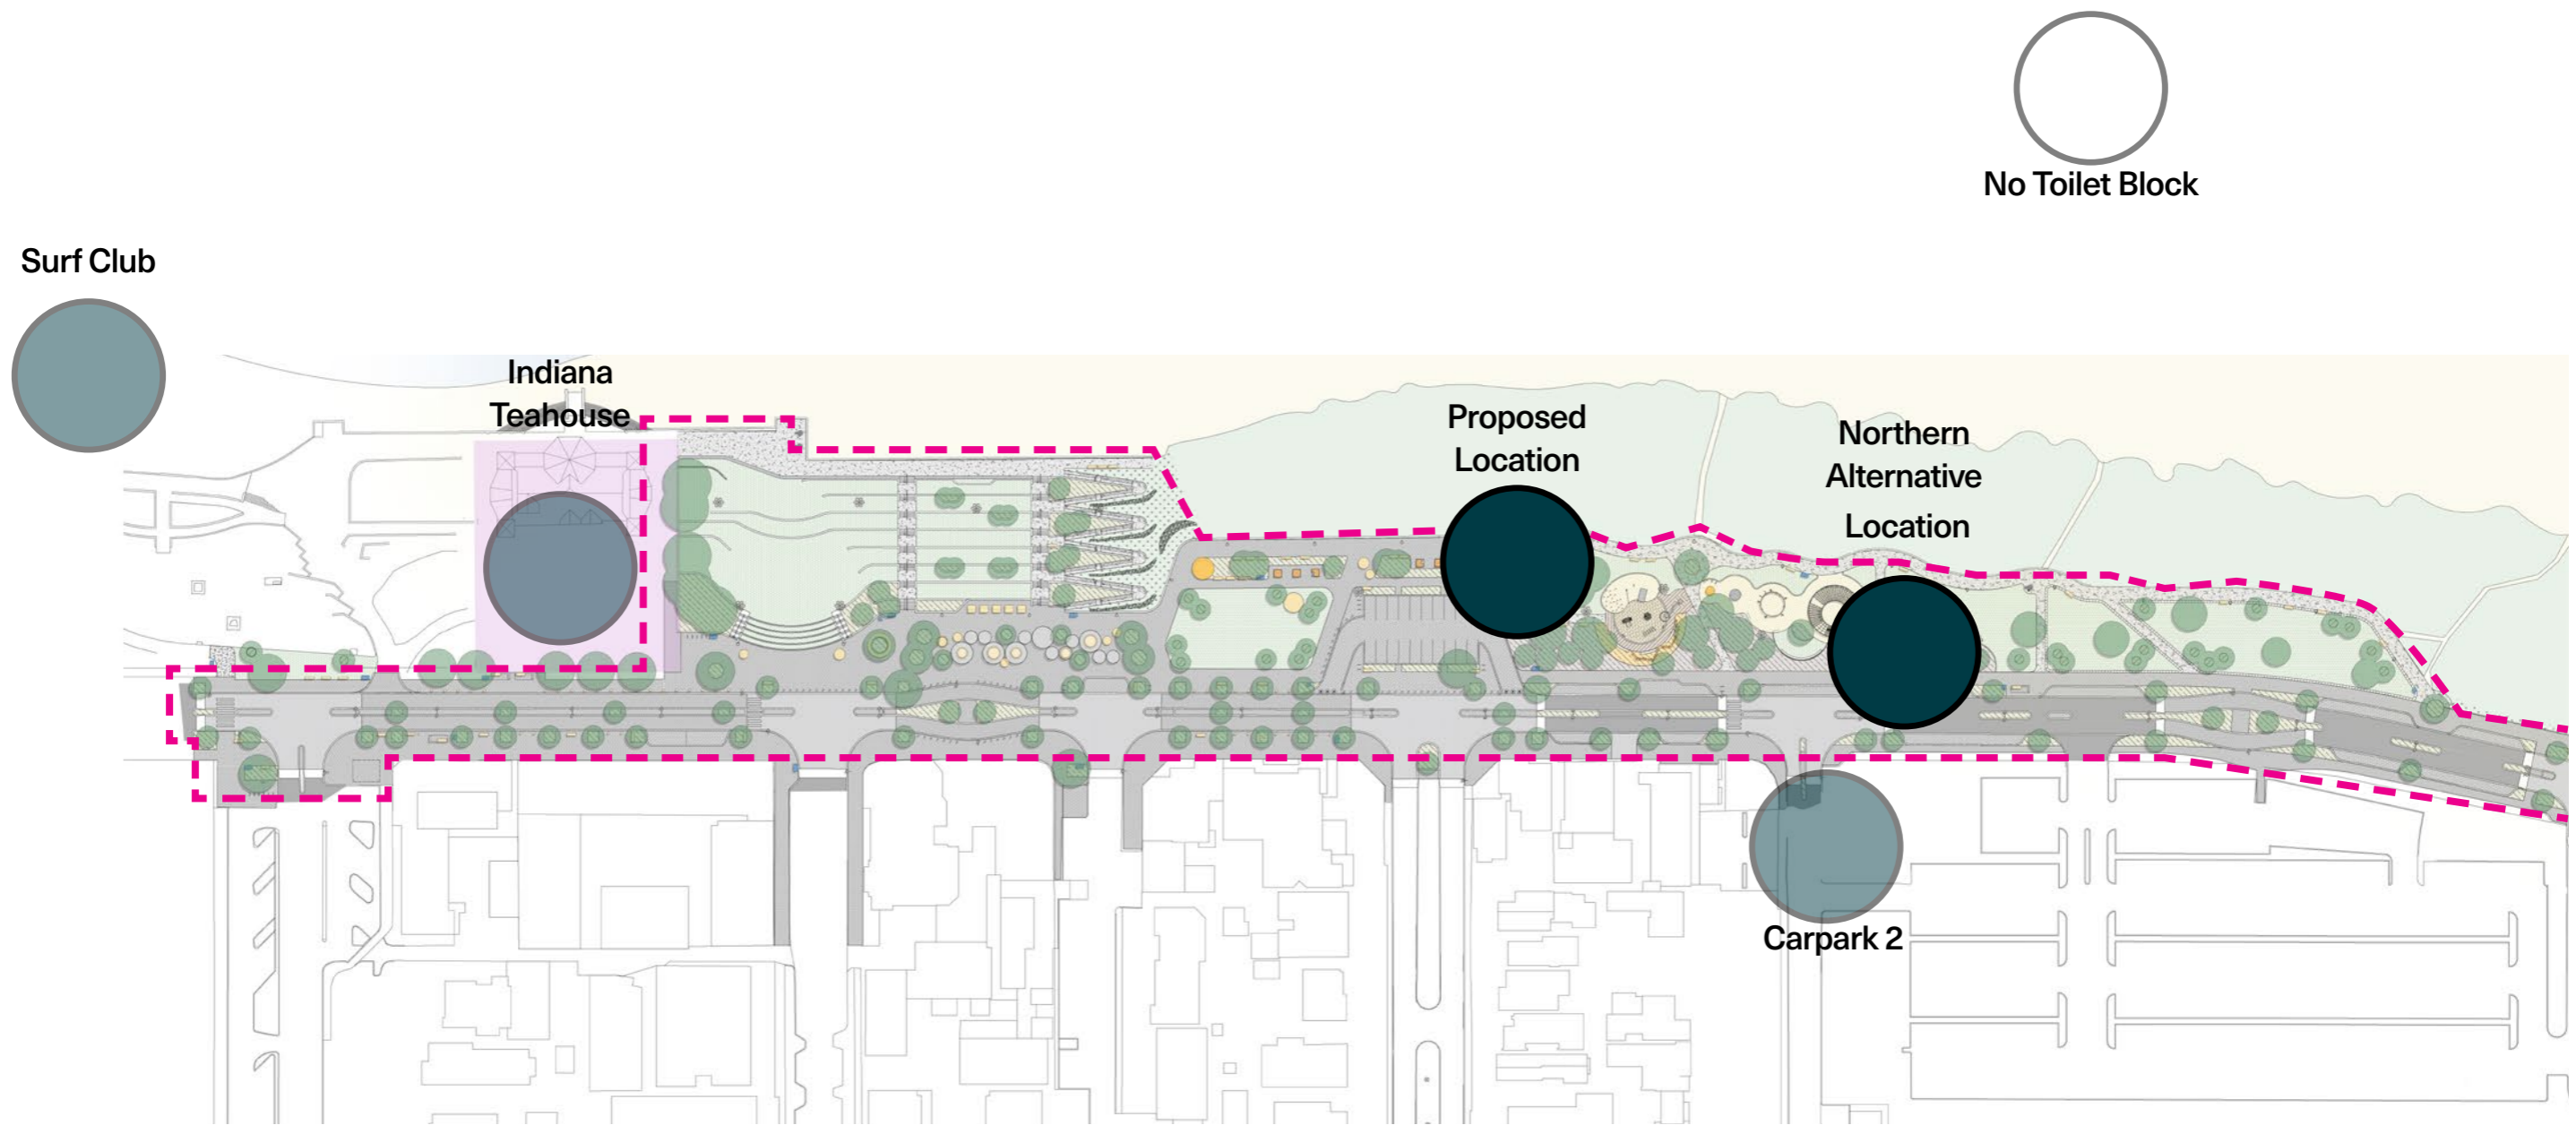 No Toilet Block
Surf Club
Indiana
Teahouse
Proposed
Location
Northern
Alternative
Location
Carpark 2